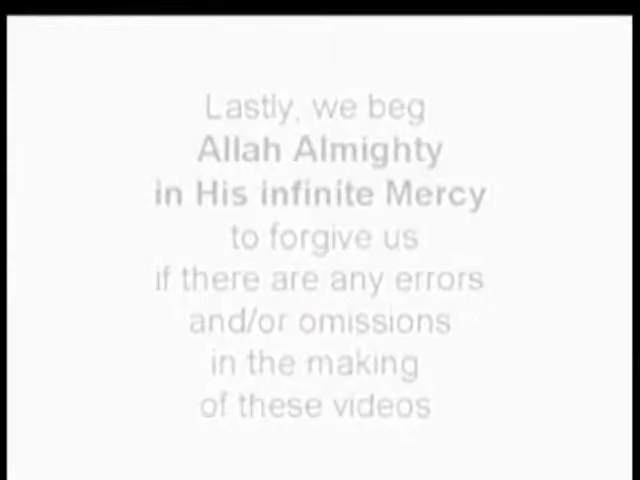 Lastly, we beg
Allah Almighty
in His infinite Mercy
to forgive us
if there are any errors
and/or omissions
in the making
of these videos